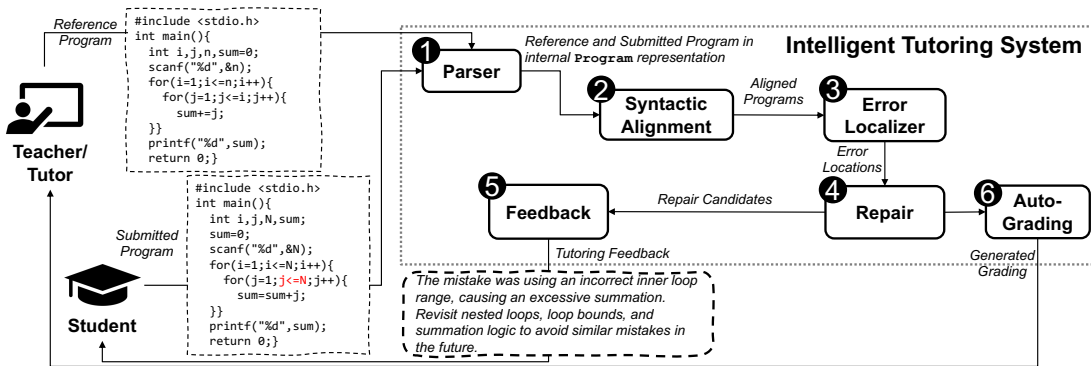 Reference
Program
#include <stdio.h>
int main(){
int i,j,n,sum=0;
scanf("%d",&n);
for(i=1;i<=n;i++){
for(j=1;j<=i;j++){
sum+=j;
}}
printf("%d",sum);
return 0;}
Teacher/
Tutor
Submitted
Program
#include <stdio.h>
int main(){
int i,j,N,sum;
sum=0;
scanf("%d",&N);
for(i=1;i<=N;i++){
for(j=1;j<=N;j++){
sum=sum+j;
}}
printf("%d",sum);
return 0;}
Student
Intelligent Tutoring System
1
Parser
Reference and Submitted Program in
internal Program representation
2
Syntactic
Alignment
Aligned
Programs
3
Error
Localizer
Error
Locations
4
Repair
Repair Candidates
5
Feedback
6
Auto-
Grading
Tutoring Feedback
Generated
Grading
The mistake was using an incorrect inner loop
range, causing an excessive summation.
Revisit nested loops, loop bounds, and
summation logic to avoid similar mistakes in
the future.